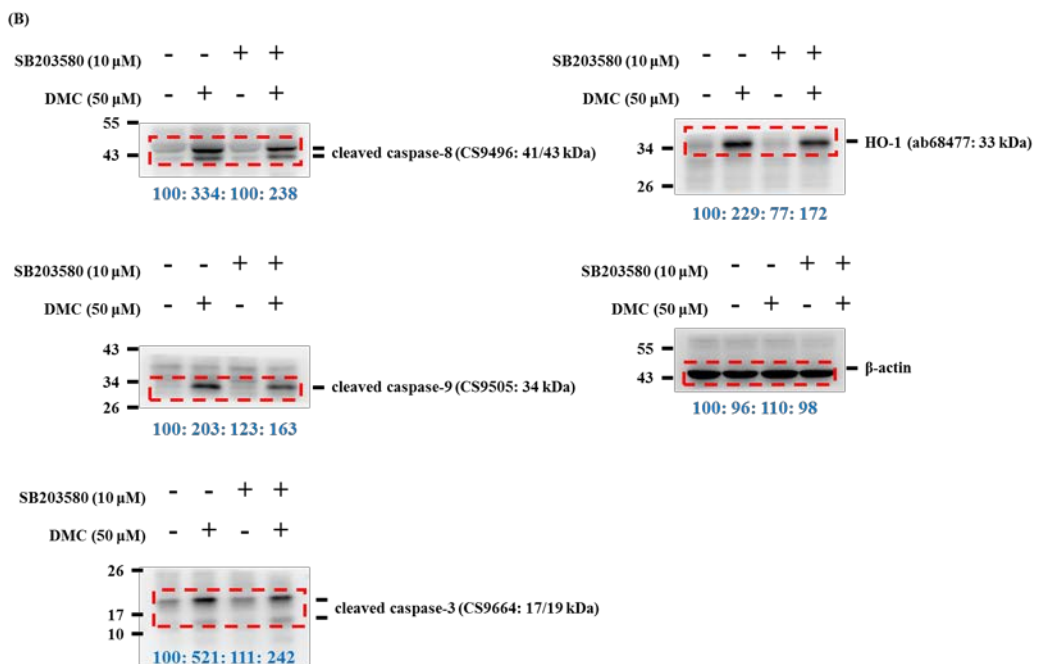 (B)
SB203580 (10 μM) - - + +
DMC (50 μM) - + - +
55
43
cleaved caspase-8 (CS9496: 41/43 kDa)
100: 334: 100: 238
SB203580 (10 μM) - - + +
DMC (50 μM) - + - +
34
26
HO-1 (ab68477: 33 kDa)
100: 229: 77: 172
SB203580 (10 μM) - - + +
DMC (50 μM) - + - +
43
34
26
cleaved caspase-9 (CS9505: 34 kDa)
100: 203: 123: 163
SB203580 (10 μM) - - + +
DMC (50 μM) - + - +
55
43
β-actin
100: 96: 110: 98
SB203580 (10 μM) - - + +
DMC (50 μM) - + - +
26
17
10
cleaved caspase-3 (CS9664: 17/19 kDa)
100: 521: 111: 242